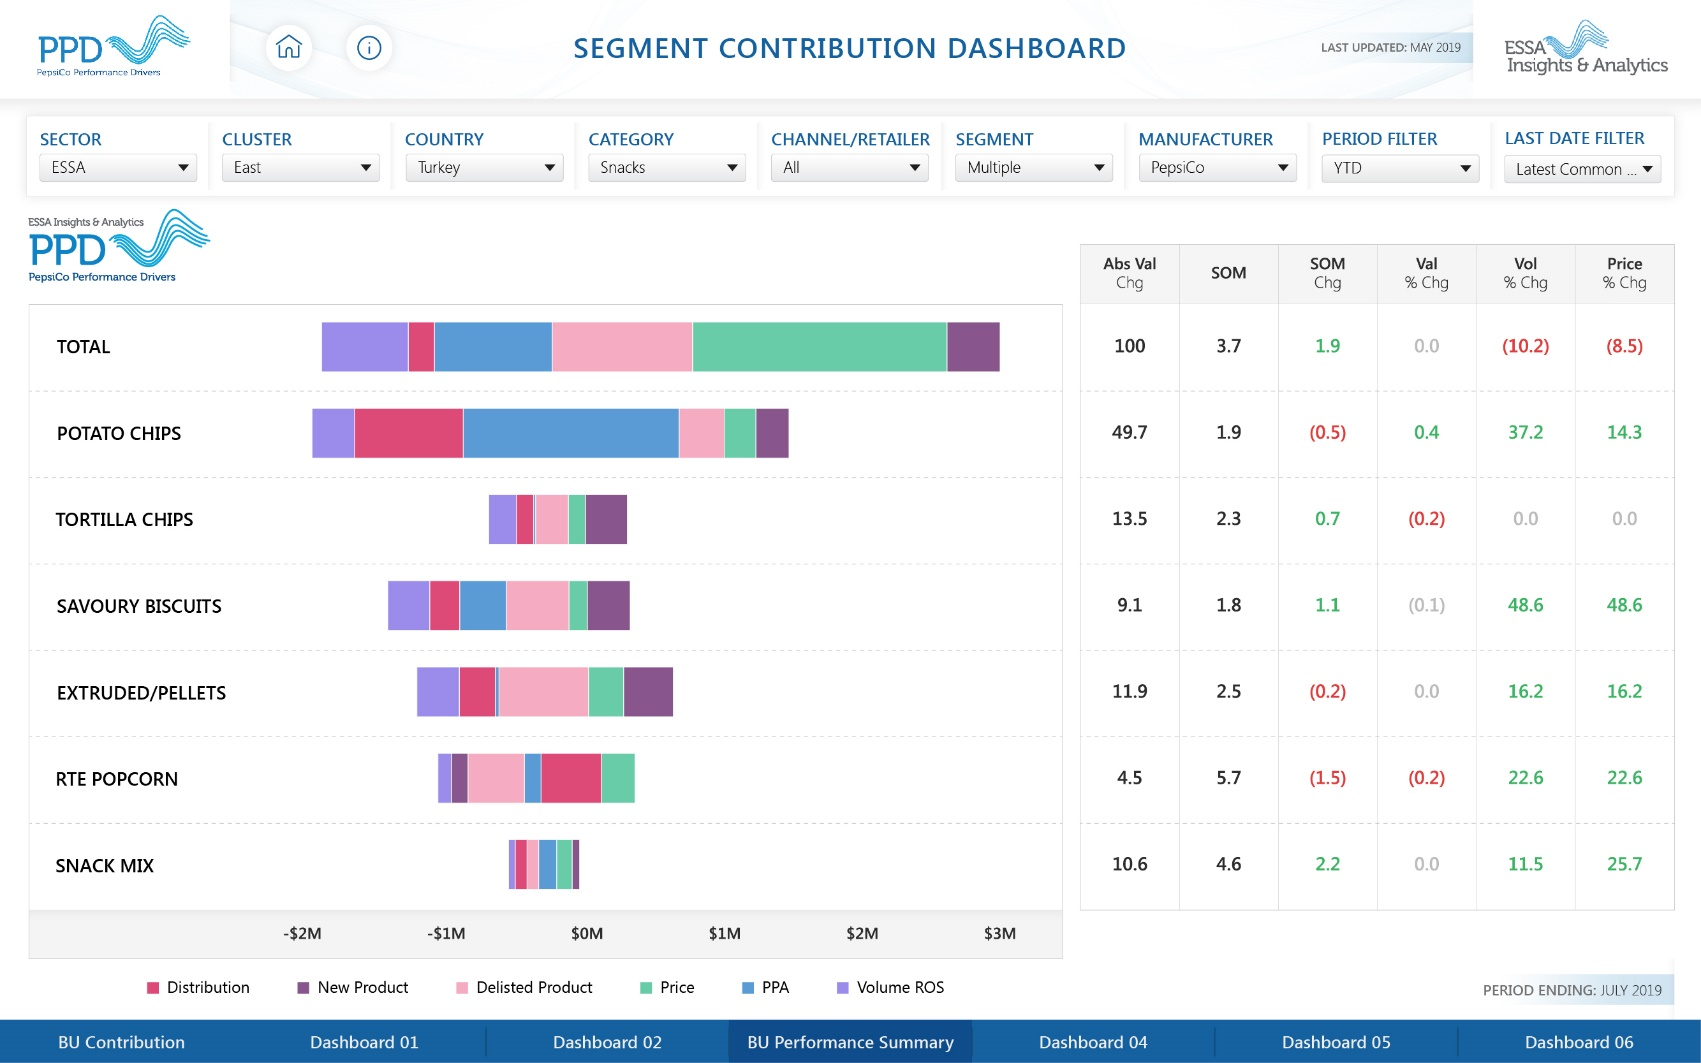 PPD
PepsiCo Performance Drivers
SEGMENT CONTRIBUTION DASHBOARD
LAST UPDATED: MAY 2019
ESSA
Insights & Analytics
SECTOR CLUSTER COUNTRY CATEGORY CHANNEL/RETAILER SEGMENT MANUFACTURER PERIOD FILTER LAST DATE FILTER
ESSA East Turkey Snacks All Multiple PepsiCo YTD Latest Common ...
ESSA Insights & Analytics
PPD
PepsiCo Performance Drivers
Abs Val SOM SOM Val Vol Price
Chg Chg % Chg % Chg % Chg
TOTAL 100 3.7 1.9 0.0 (10.2) (8.5)
POTATO CHIPS 49.7 1.9 (0.5) 0.4 37.2 14.3
TORTILLA CHIPS 13.5 2.3 0.7 (0.2) 0.0 0.0
SAVOURY BISCUITS 9.1 1.8 1.1 (0.1) 48.6 48.6
EXTRUDED/PELLETS 11.9 2.5 (0.2) 0.0 16.2 16.2
RTE POPCORN 4.5 5.7 (1.5) (0.2) 22.6 22.6
SNACK MIX 10.6 4.6 2.2 0.0 11.5 25.7
-$2M -$1M $0M $1M $2M $3M
Distribution New Product Delisted Product Price PPA Volume ROS
PERIOD ENDING: JULY 2019
BU Contribution Dashboard 01 Dashboard 02 BU Performance Summary Dashboard 04 Dashboard 05 Dashboard 06